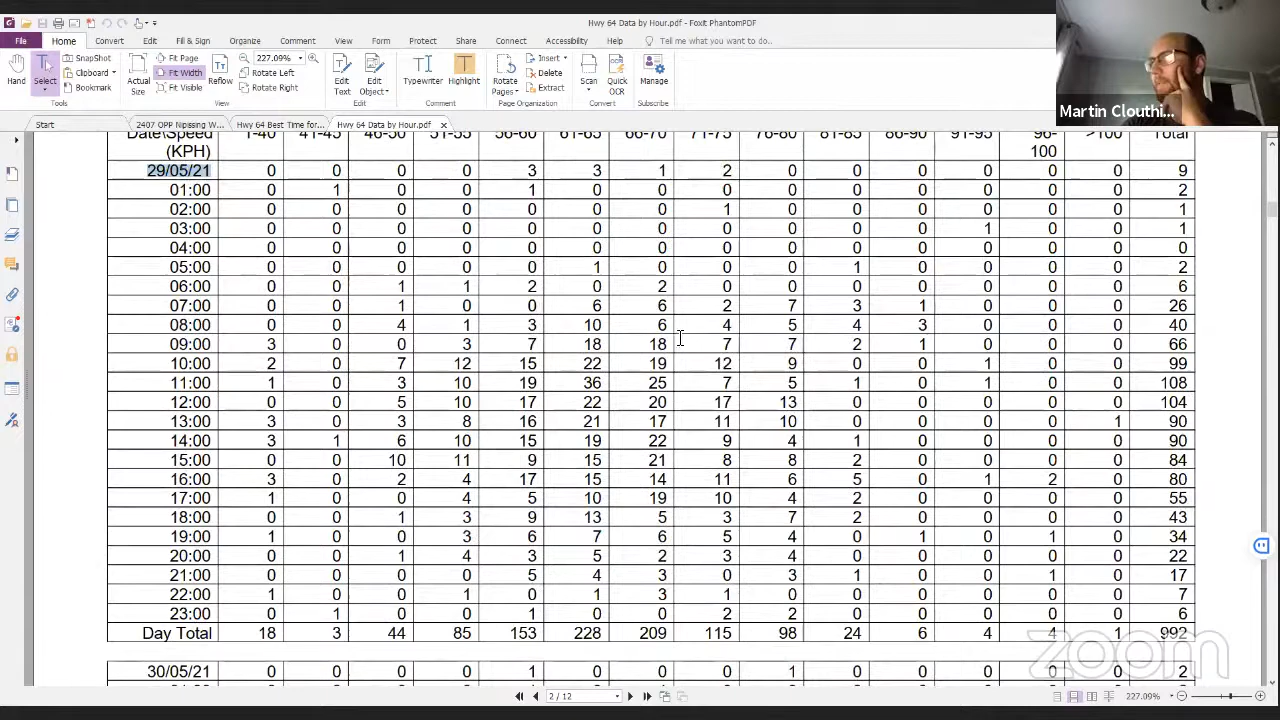 Hwy 64 Data by Hour.pdf - Foxit PhantomPDF
File Home Convert Edit Fill & Sign Organize Comment View Form Protect Share Connect Accessibility Help Tell me what you want to do..
Hand Select SnapShot Clipboard Bookmark Actual Size Fit Page Fit Width Fit Visible Reflow 227.09% Rotate Left Rotate Right Edit Text Edit Object Typewriter Highlight Rotate Pages Insert Delete Extract Scan Quick OCR Manage
Tools View Edit Comment Page Organization Convert Subscribe
Martin Clouthi...
Start 2407 OPP Nipissing W... Hwy 64 Best Time for... Hwy 64 Data by Hour.pdf
Date\Speed (KPH) 1-40 41-45 46-50 51-55 56-60 61-65 66-70 71-75 76-80 81-85 86-90 91-95 96-100 >100 Total
29/05/21 0 0 0 0 3 3 1 2 0 0 0 0 0 0 9
01:00 0 1 0 0 1 0 0 0 0 0 0 0 0 0 2
02:00 0 0 0 0 0 0 0 1 0 0 0 0 0 0 1
03:00 0 0 0 0 0 0 0 0 0 0 0 1 0 0 1
04:00 0 0 0 0 0 0 0 0 0 0 0 0 0 0 0
05:00 0 0 0 0 0 1 0 0 0 1 0 0 0 0 2
06:00 0 0 1 1 2 0 2 0 0 0 0 0 0 0 6
07:00 0 0 1 0 0 6 6 2 7 3 1 0 0 0 26
08:00 0 0 4 1 3 10 6 4 5 4 3 0 0 0 40
09:00 3 0 0 3 7 18 18 7 7 2 1 0 0 0 66
10:00 2 0 7 12 15 22 19 12 9 0 0 1 0 0 99
11:00 1 0 3 10 19 36 25 7 5 1 0 1 0 0 108
12:00 0 0 5 10 17 22 20 17 13 0 0 0 0 0 104
13:00 3 0 3 8 16 21 17 11 10 0 0 0 0 1 90
14:00 3 1 6 10 15 19 22 9 4 1 0 0 0 0 90
15:00 0 0 10 11 9 15 21 8 8 2 0 0 0 0 84
16:00 3 0 2 4 17 15 14 11 6 5 0 1 2 0 80
17:00 1 0 0 4 5 10 19 10 4 2 0 0 0 0 55
18:00 0 0 1 3 9 13 5 3 7 2 0 0 0 0 43
19:00 1 0 0 3 6 7 6 5 4 0 1 0 1 0 34
20:00 0 0 1 4 3 5 2 3 4 0 0 0 0 0 22
21:00 0 0 0 0 5 4 3 0 3 1 0 0 1 0 17
22:00 1 0 0 1 0 1 3 1 0 0 0 0 0 0 7
23:00 0 1 0 0 1 0 0 2 2 0 0 0 0 0 6
Day Total 18 3 44 85 153 228 209 115 98 24 6 4 4 1 992
30/05/21 0 0 0 0 1 0 0 0 1 0 0 0 0 0 2
zoom
2 / 12 227.09%